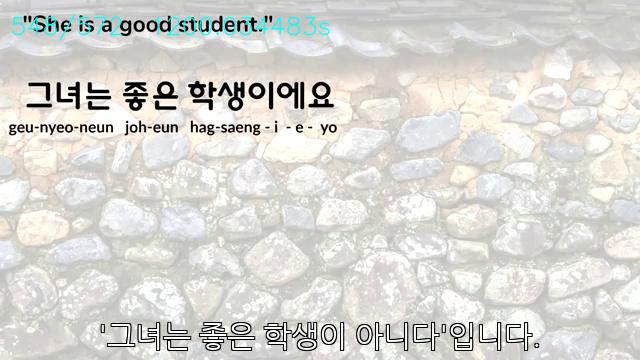 "She is a good student."
그녀는 좋은 학생이에요
geu-nyeo-neun joh-eun hag-saeng - i - e - yo
'그녀는 좋은 학생이 아니다'입니다.